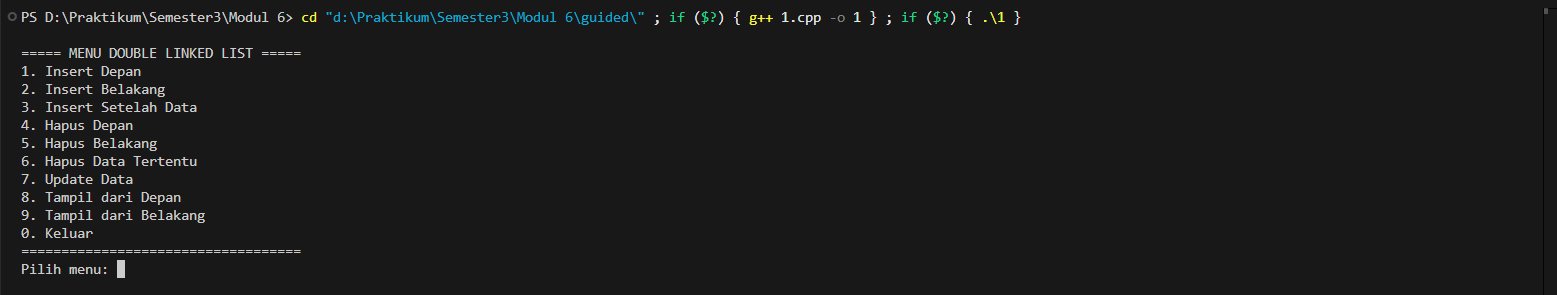 PS D:\Praktikum\Semester3\Modul 6> cd "d:\Praktikum\Semester3\Modul 6\guided\" ; if ($?) { g++ 1.cpp -o 1 } ; if ($?) { .\1 }
===== MENU DOUBLE LINKED LIST =====
1. Insert Depan
2. Insert Belakang
3. Insert Setelah Data
4. Hapus Depan
5. Hapus Belakang
6. Hapus Data Tertentu
7. Update Data
8. Tampil dari Depan
9. Tampil dari Belakang
0. Keluar
===================================
Pilih menu: